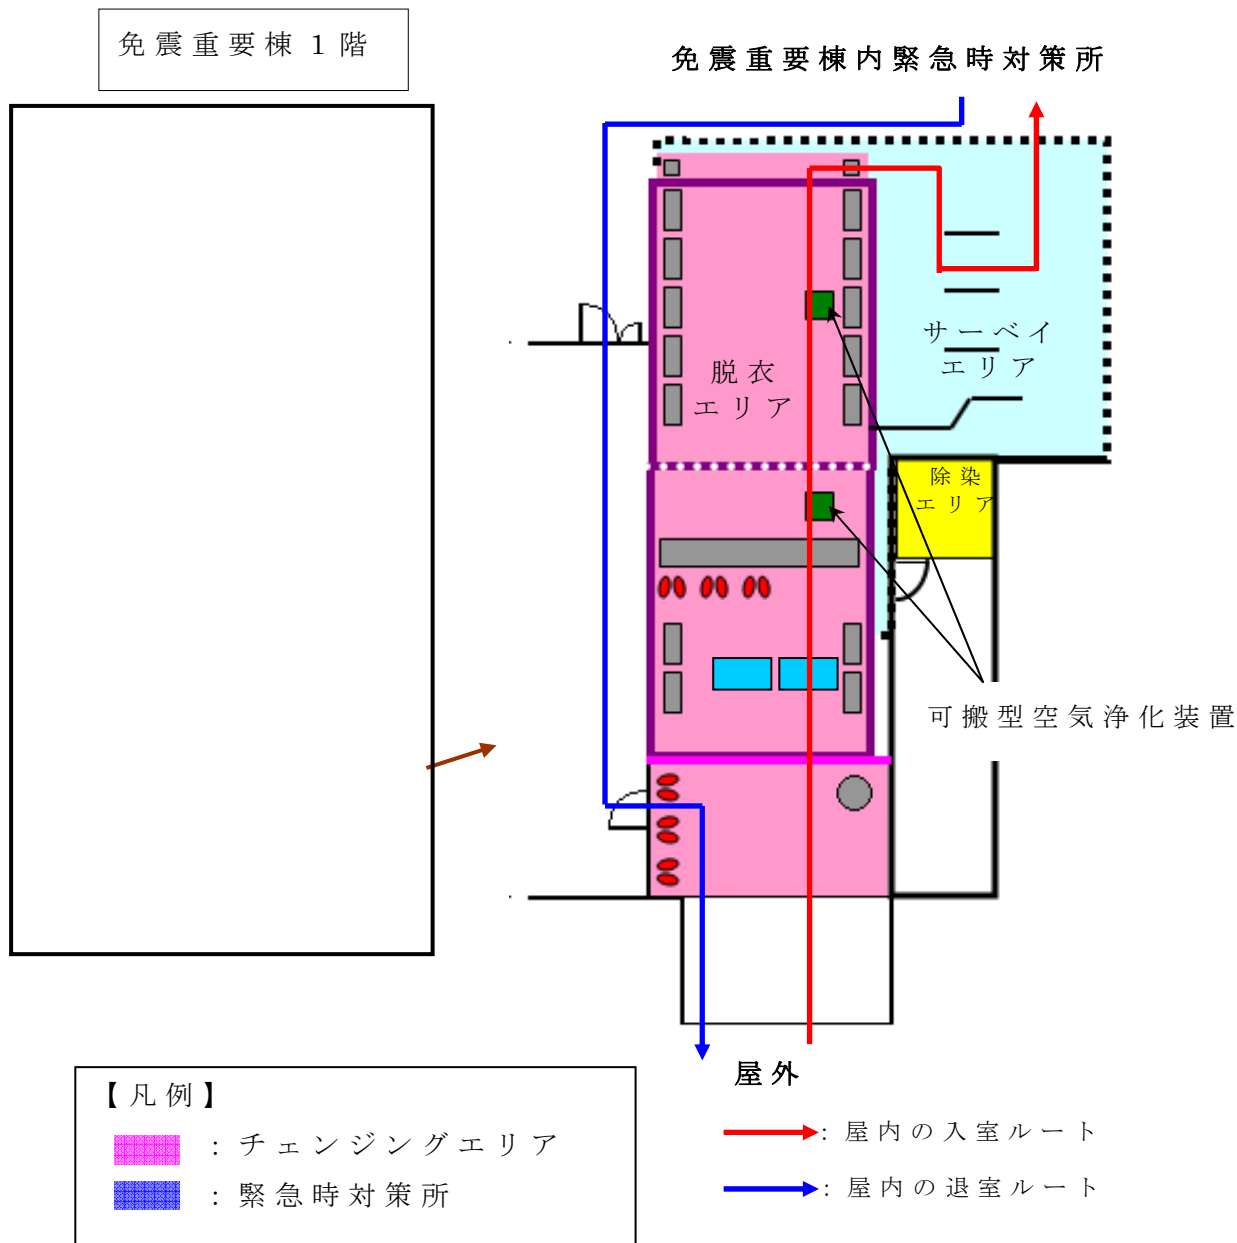 免震重要棟1階
免震重要棟内緊急時対策所
サーベイ
エリア
脱衣
エリア
除染
エリア
可搬型空気浄化装置
屋外
【凡例】
：チェンジングエリア
：緊急時対策所
：屋内の入室ルート
：屋内の退室ルート